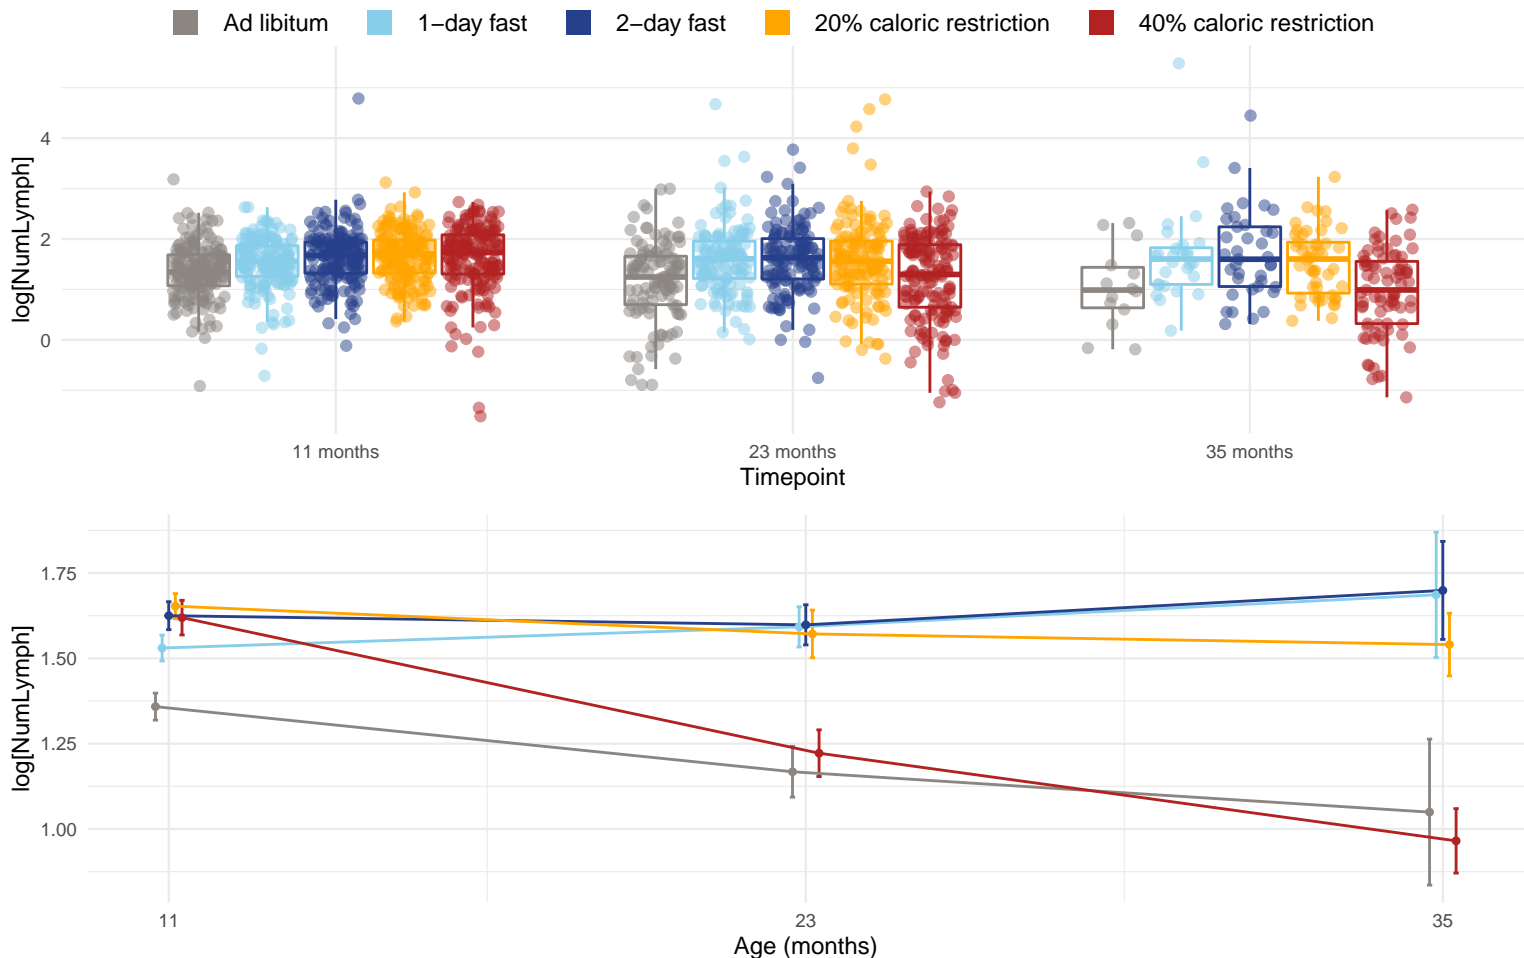 Ad libitum 1−day fast 2−day fast 20% caloric restriction 40% caloric restriction
log[NumLymph]
4
2
0
11 months 23 months 35 months
Timepoint
log[NumLymph]
1.75
1.50
1.25
1.00
11 23 35
Age (months)